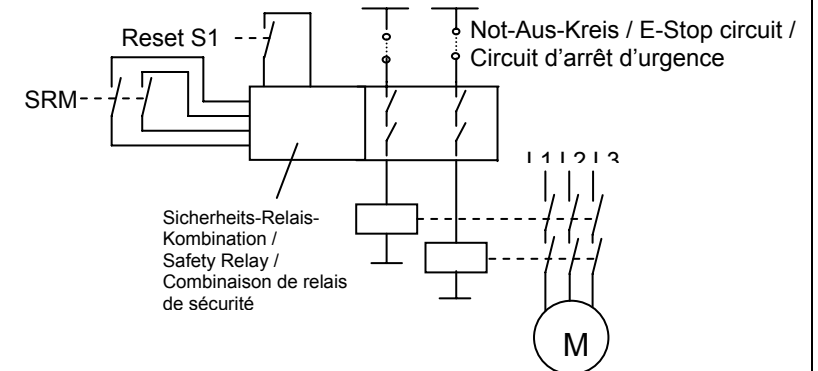 Reset S1
Not-Aus-Kreis / E-Stop circuit /
Circuit d’arrêt d’urgence
SRM
L1 L2 L3
Sicherheits-Relais-
Kombination /
Safety Relay /
Combinaison de relais
de sécurité
M